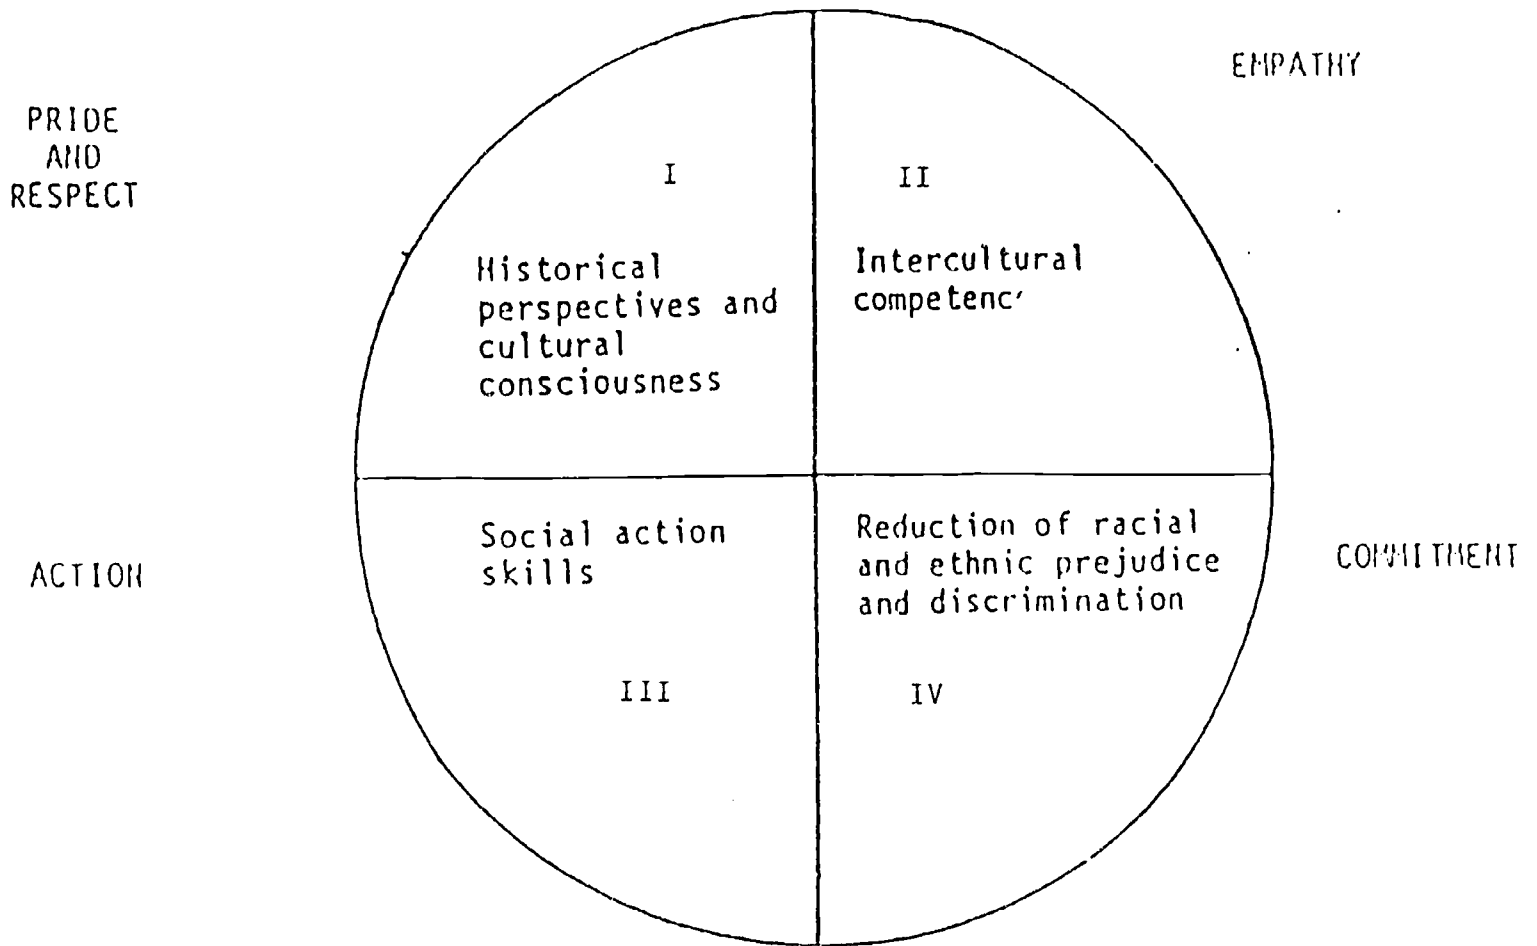 PRIDE
AND
RESPECT
EMPATHY
I
Historical
perspectives and
cultural
consciousness
II
Intercultural
competenc
ACTION
Social action
skills
III
Reduction of racial
and ethnic prejudice
and discrimination
IV
COMMITMENT